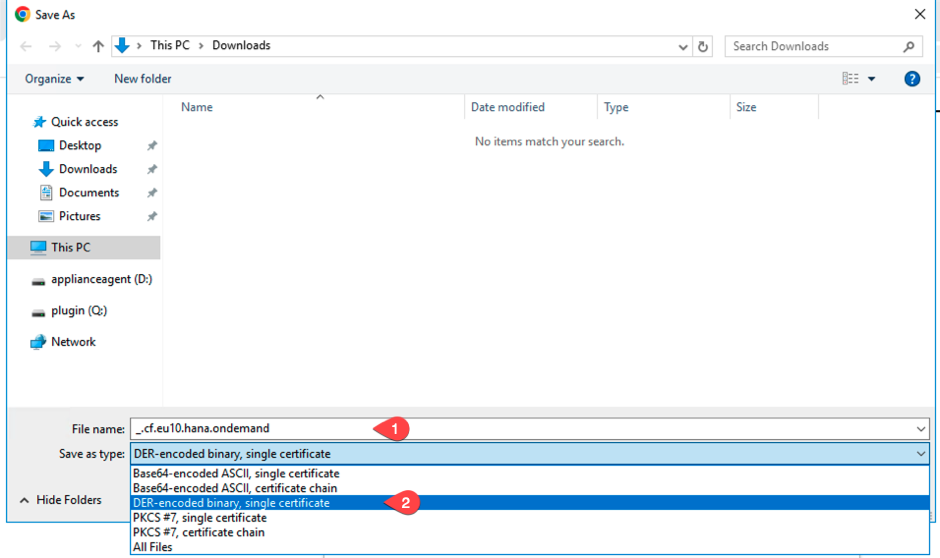 Save As
This PC > Downloads
Search Downloads
Organize
New folder
?
Name
Date modified
Type
Size
No items match your search.
Quick access
Desktop
Downloads
Documents
Pictures
This PC
applianceagent (D:)
plugin (Q:)
Network
File name: _.cf.eu10.hana.ondemand 1
Save as type: DER-encoded binary, single certificate
Base64-encoded ASCII, single certificate
Base64-encoded ASCII, certificate chain
DER-encoded binary, single certificate 2
Hide Folders
PKCS #7, single certificate
PKCS #7, certificate chain
All Files